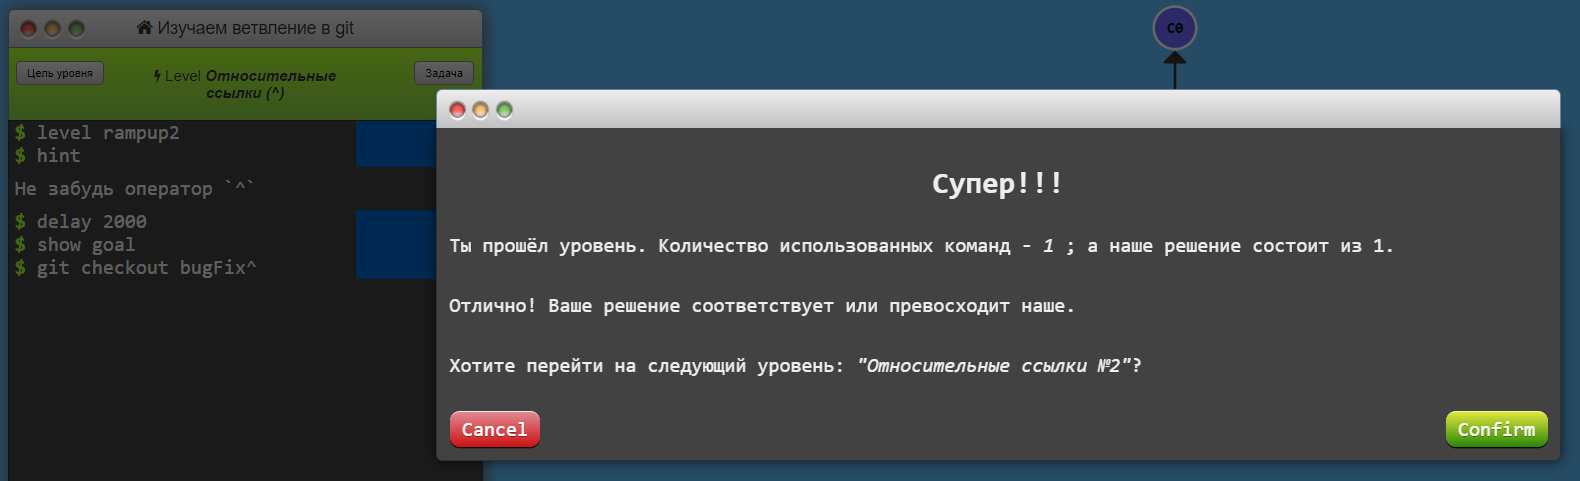 Изучаем ветвление в git
Цель уровня
Level Относительные
ссылки (^)
Задача
$ level rampup2
$ hint
Не забудь оператор `^`
$ delay 2000
$ show goal
$ git checkout bugFix^
C0
Супер!!!
Ты прошёл уровень. Количество использованных команд - 1 ; а наше решение состоит из 1.
Отлично! Ваше решение соответствует или превосходит наше.
Хотите перейти на следующий уровень: "Относительные ссылки №2"?
Cancel
Confirm